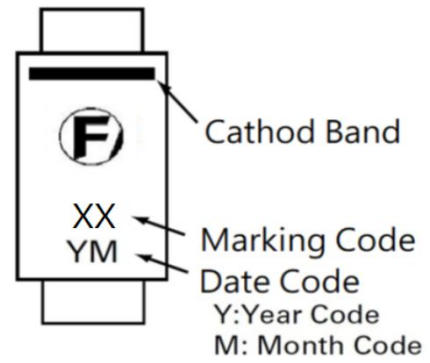 F
Cathod Band
XX
Marking Code
YM
Date Code
Y:Year Code
M: Month Code